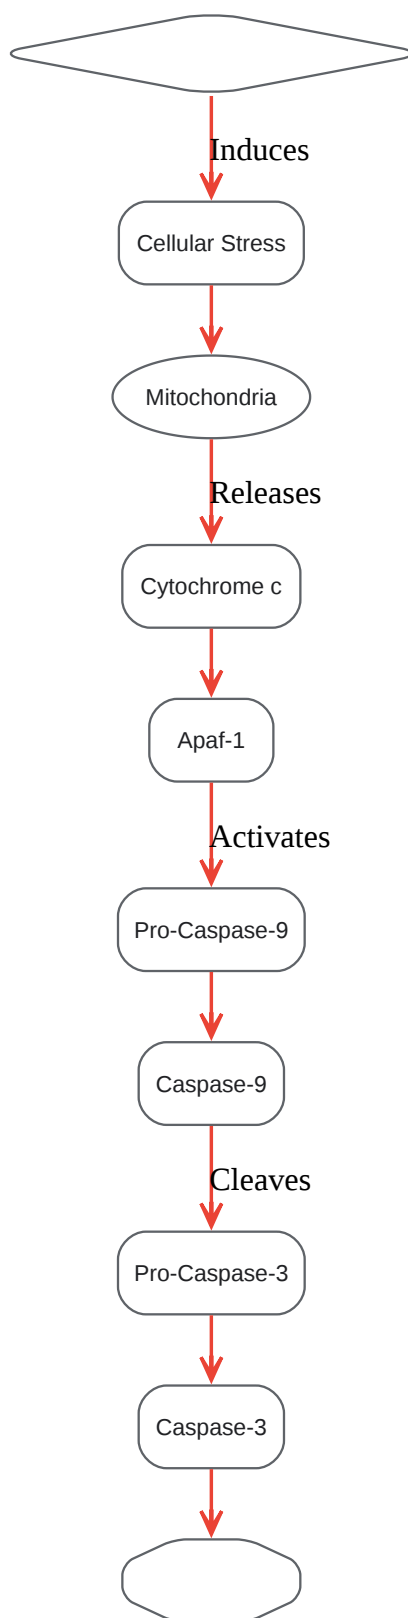 Induces
Cellular Stress
Mitochondria
Releases
Cytochrome c
Apaf-1
Activates
Pro-Caspase-9
Caspase-9
Cleaves
Pro-Caspase-3
Caspase-3